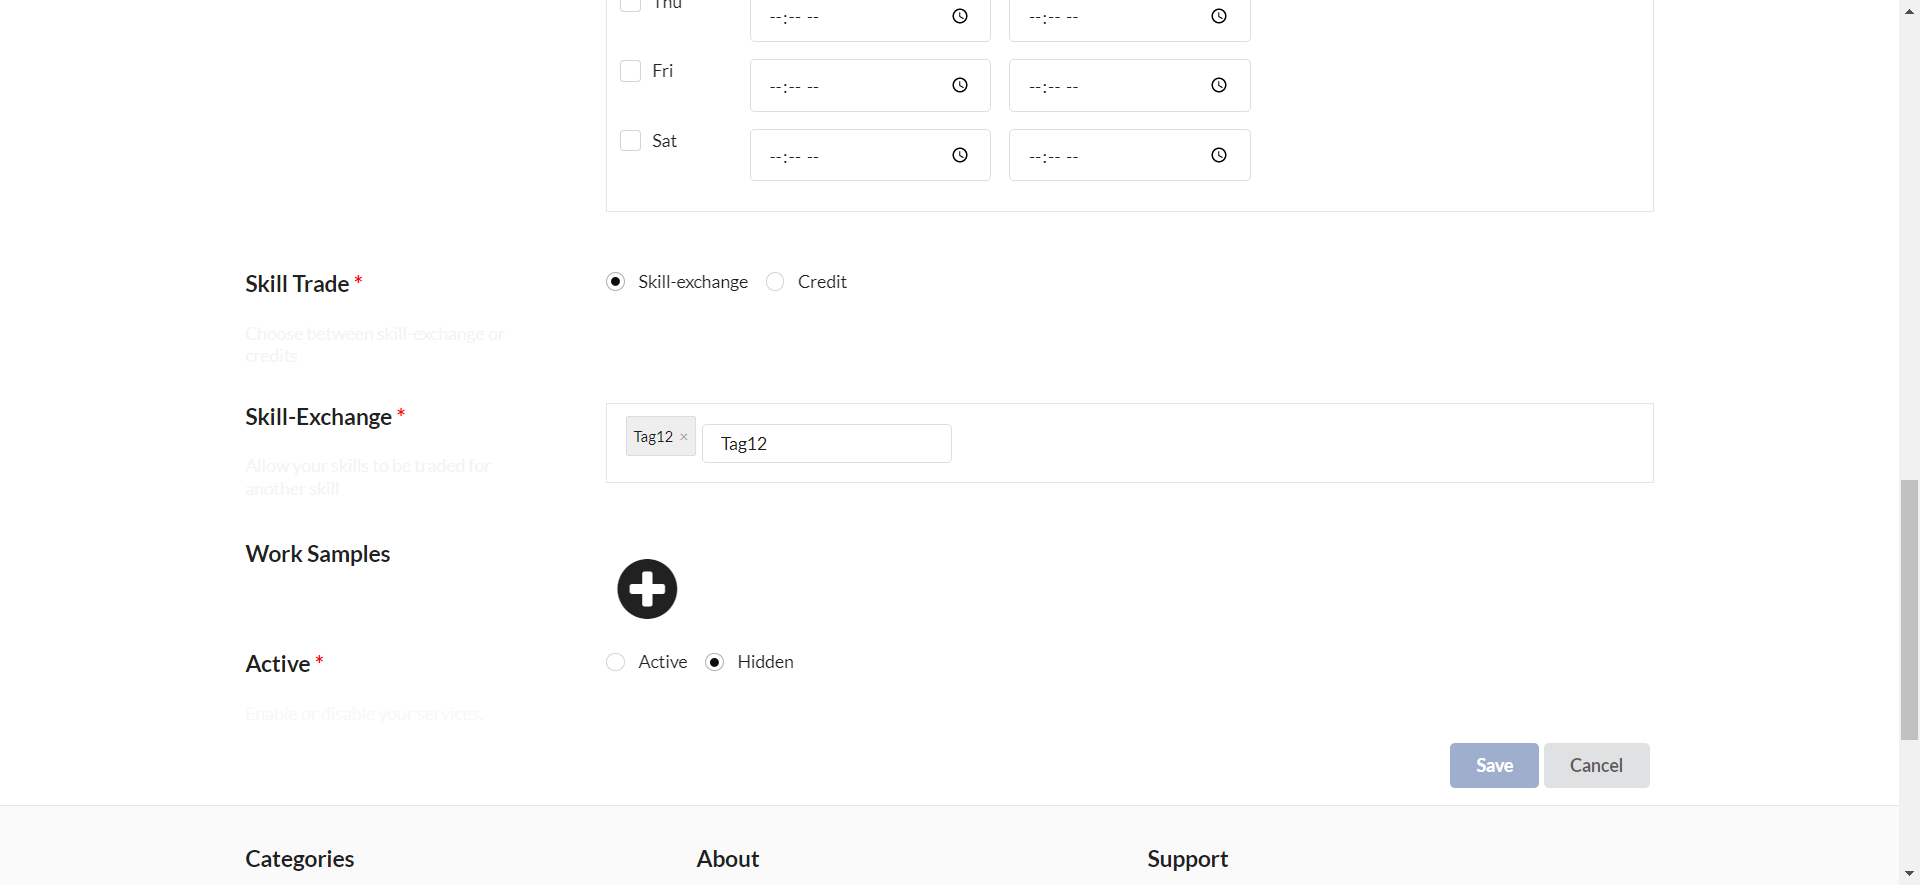 Thu
--:-- -- --:-- --
Fri
--:-- -- --:-- --
Sat
--:-- -- --:-- --
Skill Trade *
Skill-exchange Credit
Choose between skill-exchange or
credits
Skill-Exchange *
Tag12 × Tag12
Allow your skills to be traded for
another skill
Work Samples
Active *
Active Hidden
Enable or disable your services.
Save Cancel
Categories About Support